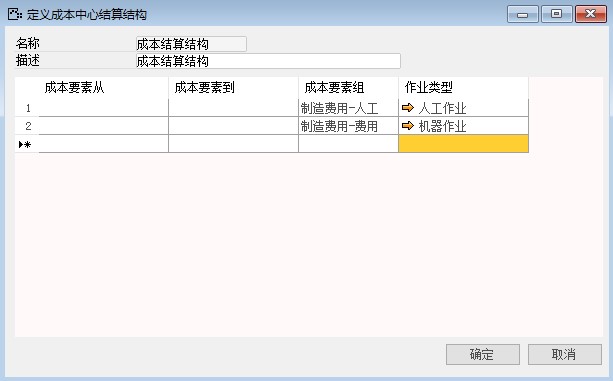 定义成本中心结算结构
名称 成本结算结构
描述 成本结算结构
成本要素从 成本要素到 成本要素组 作业类型
1 制造费用-人工 人工作业
2 制造费用-费用 机器作业
确定 取消